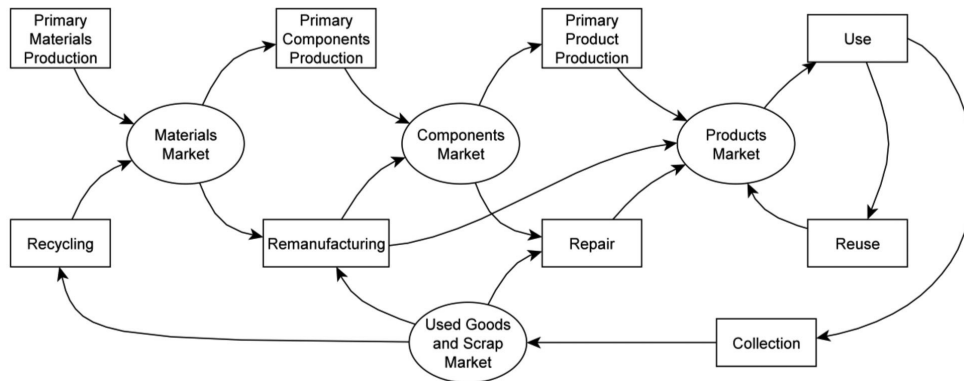 Primary
Materials
Production
Primary
Components
Production
Primary
Product
Production
Use
Materials
Market
Components
Market
Products
Market
Recycling
Remanufacturing
Repair
Reuse
Used Goods
and Scrap
Market
Collection